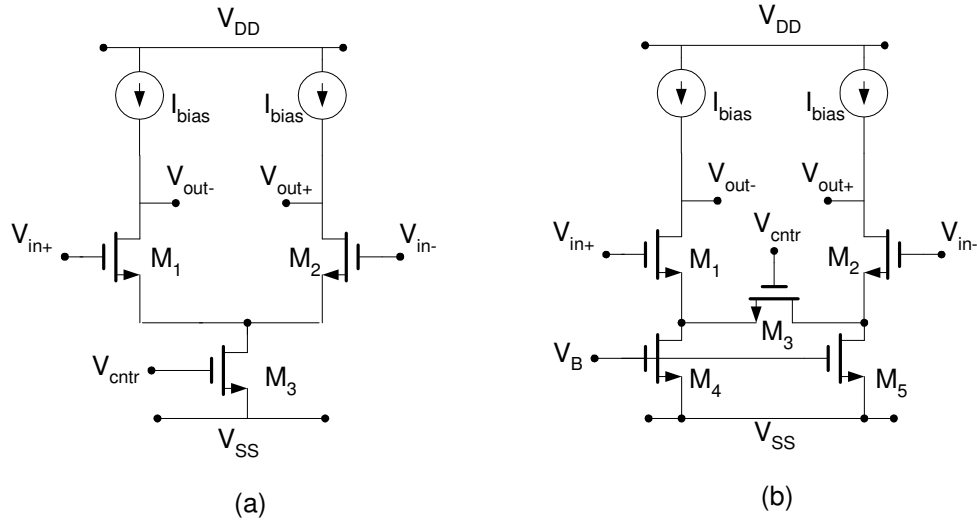 V_DD
I_bias
I_bias
V_out-
V_out+
V_in+
M_1
M_2
V_in-
V_cntr
M_3
V_SS
(a)
V_DD
I_bias
I_bias
V_out-
V_out+
V_cntr
V_in+
M_1
M_2
V_in-
M_3
V_B
M_4
M_5
V_SS
(b)